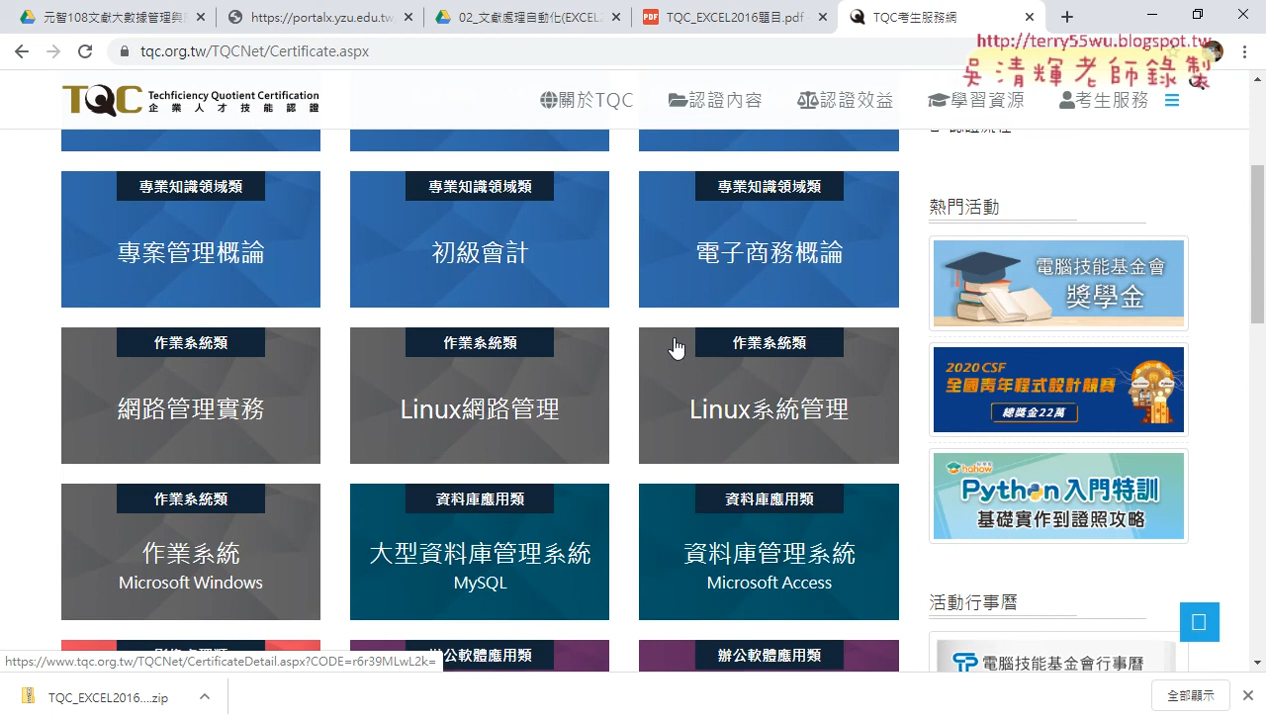 元智108文獻大數據管理與
https://portalx.yzu.edu.tw
02_文獻處理自動化(EXCEL
TQC_EXCEL2016題目.pdf
TQC考生服務網
tqc.org.tw/TQCNet/Certificate.aspx
http://terry55wu.blogspot.tw
吳清輝老師錄製
TQC Techficiency Quotient Certification
企業人才技能認證
關於TQC
認證內容
認證效益
學習資源
考生服務
認證流程
專業知識領域類
專業知識領域類
專業知識領域類
專案管理概論
初級會計
電子商務概論
熱門活動
電腦技能基金會
獎學金
作業系統類
作業系統類
作業系統類
網路管理實務
Linux網路管理
Linux系統管理
2020 CSF
全國青年程式設計競賽
總獎金22萬
hahow
Python入門特訓
基礎實作到證照攻略
作業系統類
資料庫應用類
資料庫應用類
作業系統
Microsoft Windows
大型資料庫管理系統
MySQL
資料庫管理系統
Microsoft Access
活動行事曆
電腦技能基金會行事曆
影像處理類
辦公軟體應用類
辦公軟體應用類
https://www.tqc.org.tw/TQCNet/CertificateDetail.aspx?CODE=r6r39MLwL2k=
TQC_EXCEL2016....zip
全部顯示